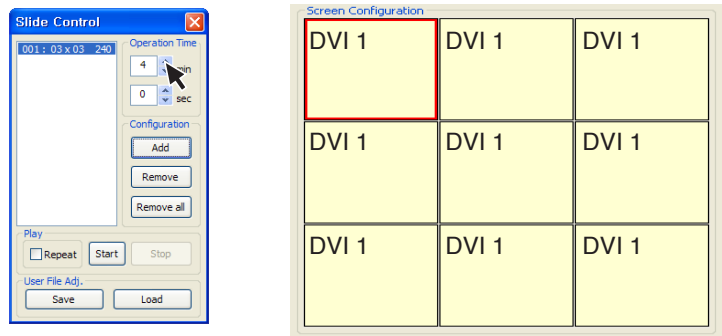 Slide Control
001 : 03 x 03 240
Operation Time
4 min
0 sec
Configuration
Add
Remove
Remove all
Play
Repeat Start Stop
User File Adj.
Save Load
Screen Configuration
DVI 1 DVI 1 DVI 1
DVI 1 DVI 1 DVI 1
DVI 1 DVI 1 DVI 1